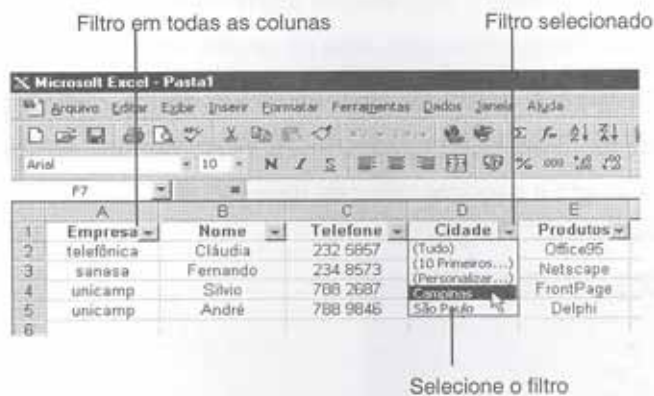 Filtro em todas as colunas
Filtro selecionado
Microsoft Excel - Pasta1
Arquivo Editar Exibir Inserir Formatar Ferramentas Dados Janela Ajuda
Arial 10 N I S % 000
F7 =
A B C D E
1 Empresa Nome Telefone Cidade Produtos
2 telefônica Cláudia 232 5857 (Tudo) Office95
3 sanasa Fernando 234 8573 (10 Primeiros...) Netscape
(Personalizar...)
4 unicamp Silvio 788 2687 Campinas FrontPage
5 unicamp André 788 9846 São Paulo Delphi
6
Selecione o filtro